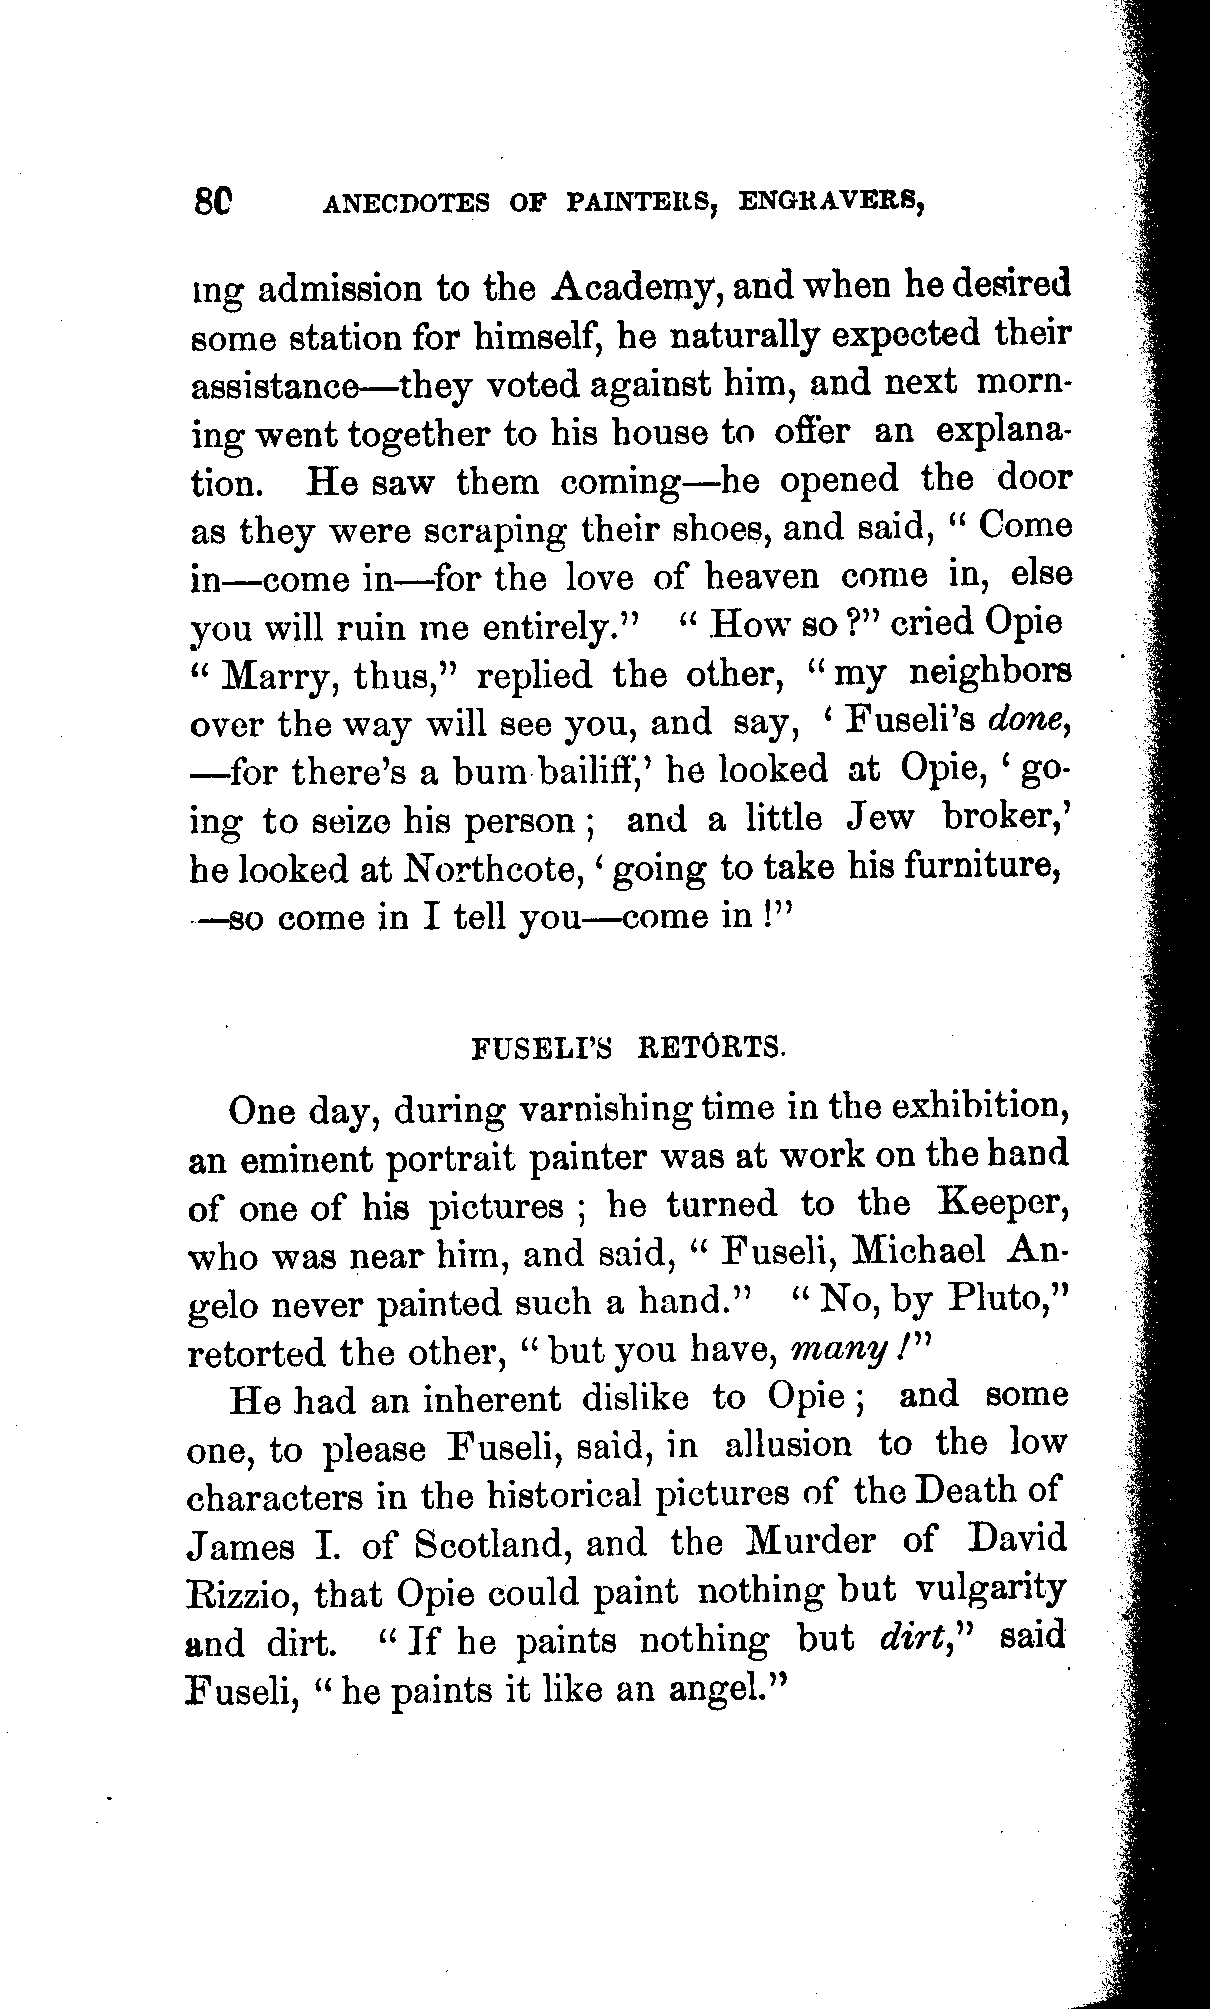 80 ANECDOTES OF PAINTERS, ENGRAVERS,
ing admission to the Academy, and when he desired
some station for himself, he naturally expected their
assistance—they voted against him, and next morn-
ing went together to his house to offer an explana-
tion. He saw them coming—he opened the door
as they were scraping their shoes, and said, “ Come
in—come in—for the love of heaven come in, else
you will ruin me entirely.” “ How so ?” cried Opie
“ Marry, thus,” replied the other, “ my neighbors
over the way will see you, and say, ‘ Fuseli’s done,
—for there’s a bum bailiff,’ he looked at Opie, ‘ go-
ing to seize his person ; and a little Jew broker,’
he looked at Northcote, ‘ going to take his furniture,
—so come in I tell you—come in !”
FUSELI’S RETORTS.
One day, during varnishing time in the exhibition,
an eminent portrait painter was at work on the hand
of one of his pictures ; he turned to the Keeper,
who was near him, and said, “ Fuseli, Michael An-
gelo never painted such a hand.” “ No, by Pluto,”
retorted the other, “ but you have, many !”
He had an inherent dislike to Opie ; and some
one, to please Fuseli, said, in allusion to the low
characters in the historical pictures of the Death of
James I. of Scotland, and the Murder of David
Rizzio, that Opie could paint nothing but vulgarity
and dirt. “ If he paints nothing but dirt,” said
Fuseli, “ he paints it like an angel.”